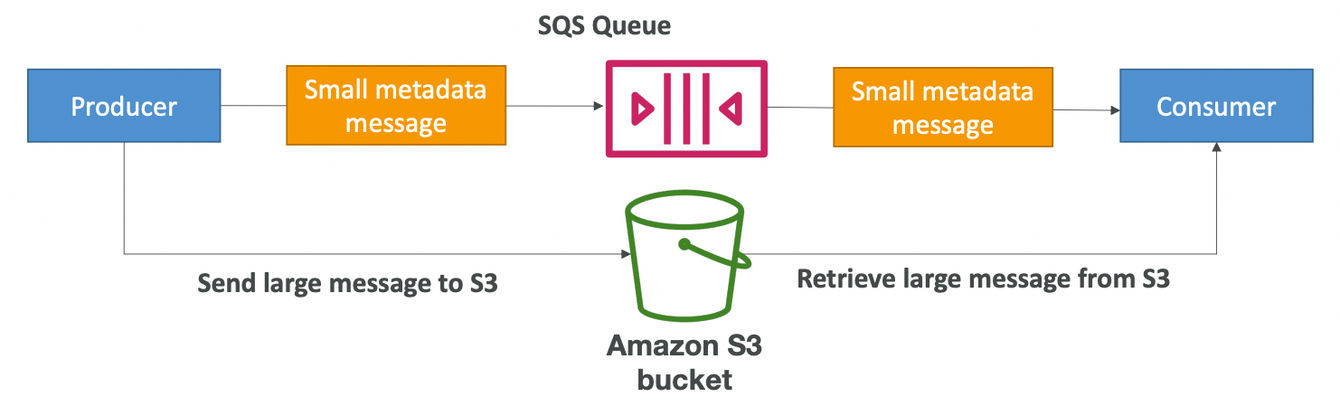 SQS Queue
Producer
Small metadata
message
Small metadata
message
Consumer
Send large message to S3
Retrieve large message from S3
Amazon S3
bucket